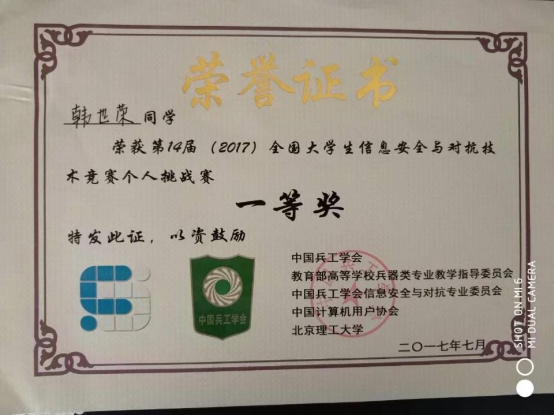 荣誉证书
韩世荣同学
荣获第14届（2017）全国大学生信息安全与对抗技
术竞赛个人挑战赛
一等奖
特发此证，以资鼓励
中国兵工学会
中国兵工学会
教育部高等学校兵器类专业教学指导委员会
中国兵工学会信息安全与对抗专业委员会
中国计算机用户协会
北京理工大学
二〇一七年七月
SHOT ON MI 6
MI DUAL CAMERA